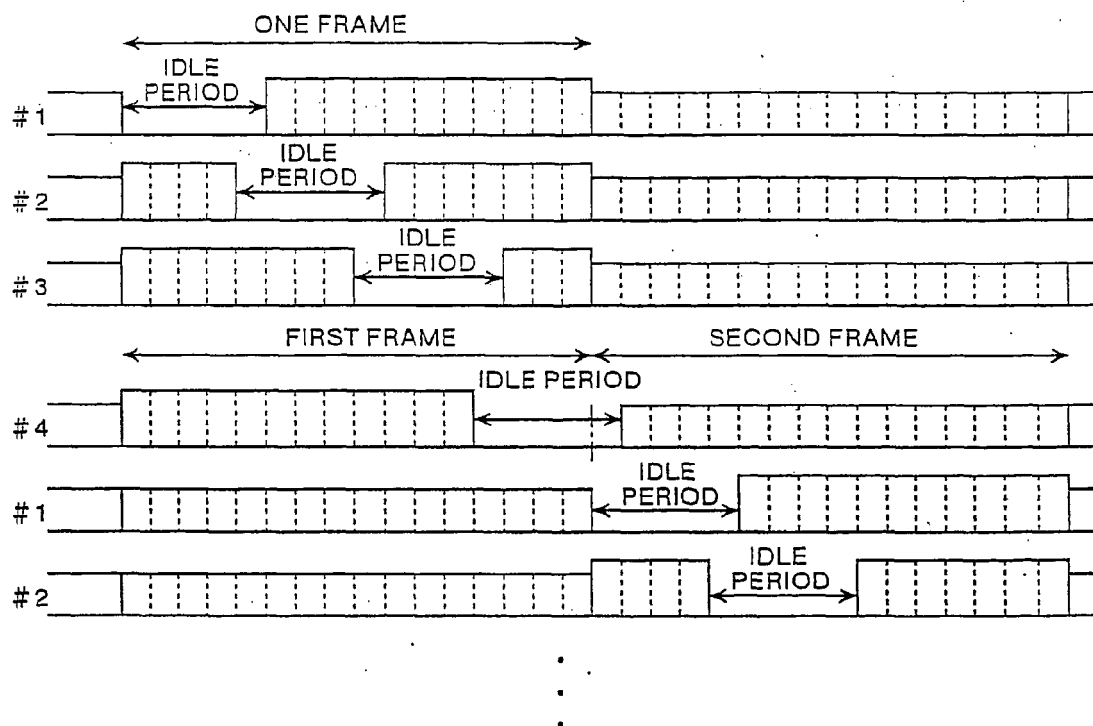 ONE FRAME
IDLE
PERIOD
#1
IDLE
PERIOD
#2
IDLE
PERIOD
#3
FIRST FRAME
SECOND FRAME
IDLE PERIOD
#4
IDLE
PERIOD
#1
IDLE
PERIOD
#2